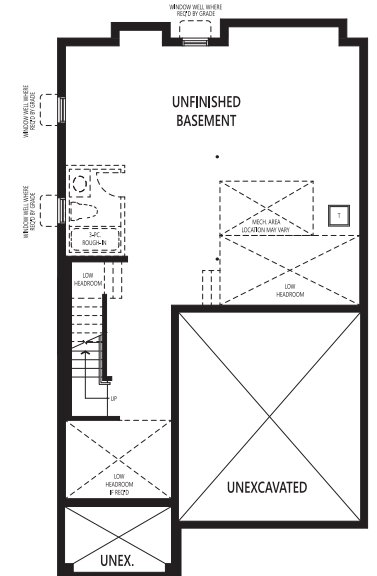 WINDOW WELL WHERE
REQ'D BY GRADE
WINDOW WELL WHERE
REQ'D BY GRADE
UNFINISHED
BASEMENT
WINDOW WELL WHERE
REQ'D BY GRADE
3-PC.
ROUGH-IN
MECH. AREA
LOCATION MAY VARY
T
LOW
HEADROOM
LOW
HEADROOM
UP
LOW
HEADROOM
IF REQ'D
UNEXCAVATED
UNEX.